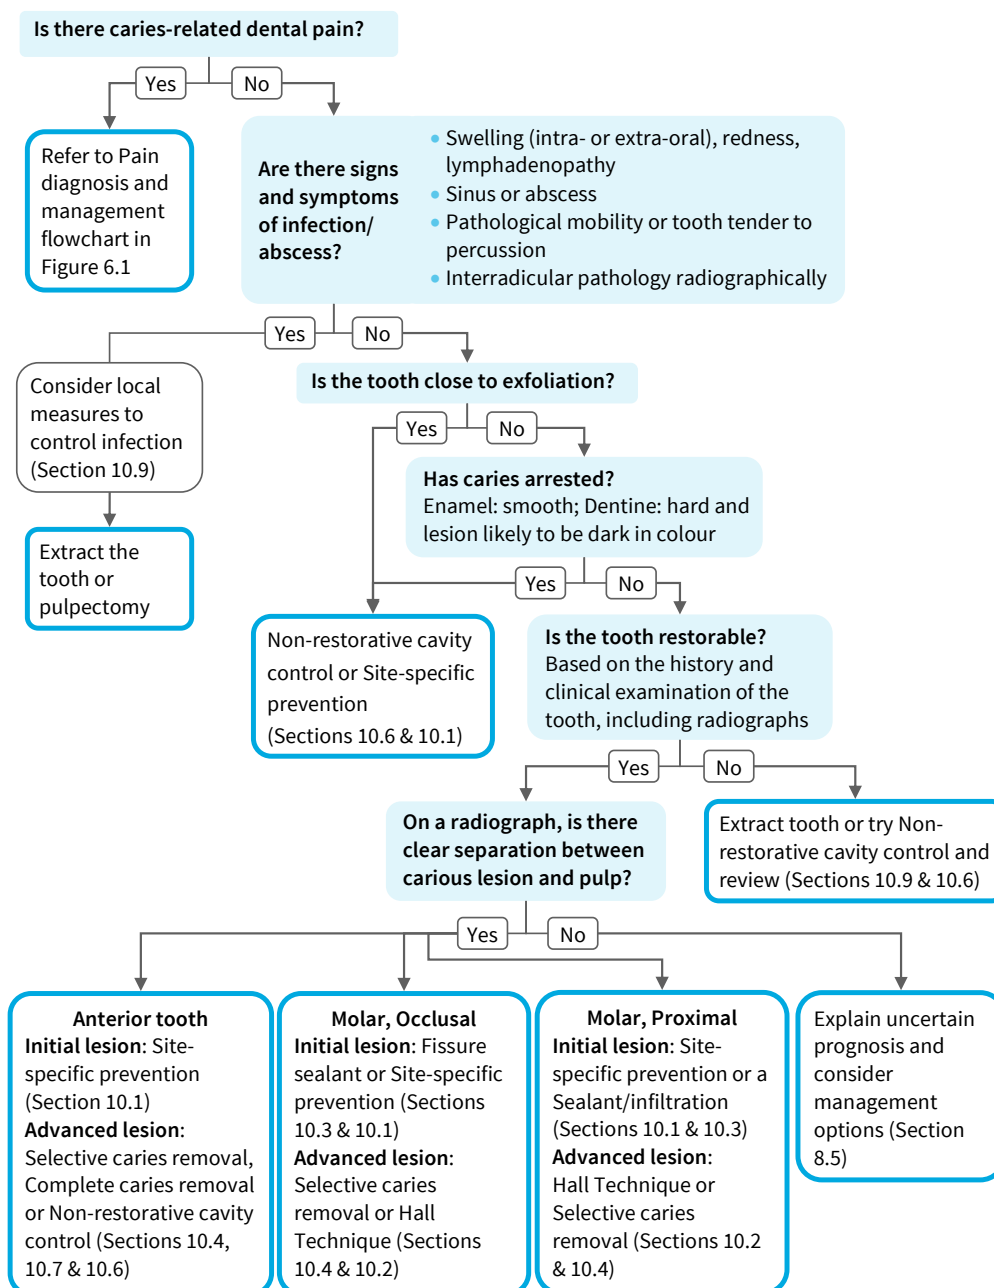 Is there caries-related dental pain?
Yes
No
Refer to Pain
diagnosis and
management
flowchart in
Figure 6.1
Are there signs
and symptoms
of infection/
abscess?
• Swelling (intra- or extra-oral), redness,
lymphadenopathy
• Sinus or abscess
• Pathological mobility or tooth tender to
percussion
• Interradicular pathology radiographically
Yes
No
Consider local
measures to
control infection
(Section 10.9)
Extract the
tooth or
pulpectomy
Is the tooth close to exfoliation?
Yes
No
Has caries arrested?
Enamel: smooth; Dentine: hard and
lesion likely to be dark in colour
Yes
No
Non-restorative cavity
control or Site-specific
prevention
(Sections 10.6 & 10.1)
Is the tooth restorable?
Based on the history and
clinical examination of the
tooth, including radiographs
Yes
No
On a radiograph, is there
clear separation between
carious lesion and pulp?
Extract tooth or try Non-
restorative cavity control and
review (Sections 10.9 & 10.6)
Yes
No
Anterior tooth
Initial lesion: Site-
specific prevention
(Section 10.1)
Advanced lesion:
Selective caries removal,
Complete caries removal
or Non-restorative cavity
control (Sections 10.4,
10.7 & 10.6)
Molar, Occlusal
Initial lesion: Fissure
sealant or Site-specific
prevention (Sections
10.3 & 10.1)
Advanced lesion:
Selective caries
removal or Hall
Technique (Sections
10.4 & 10.2)
Molar, Proximal
Initial lesion: Site-
specific prevention or a
Sealant/infiltration
(Sections 10.1 & 10.3)
Advanced lesion:
Hall Technique or
Selective caries
removal (Sections 10.2
& 10.4)
Explain uncertain
prognosis and
consider
management
options (Section
8.5)